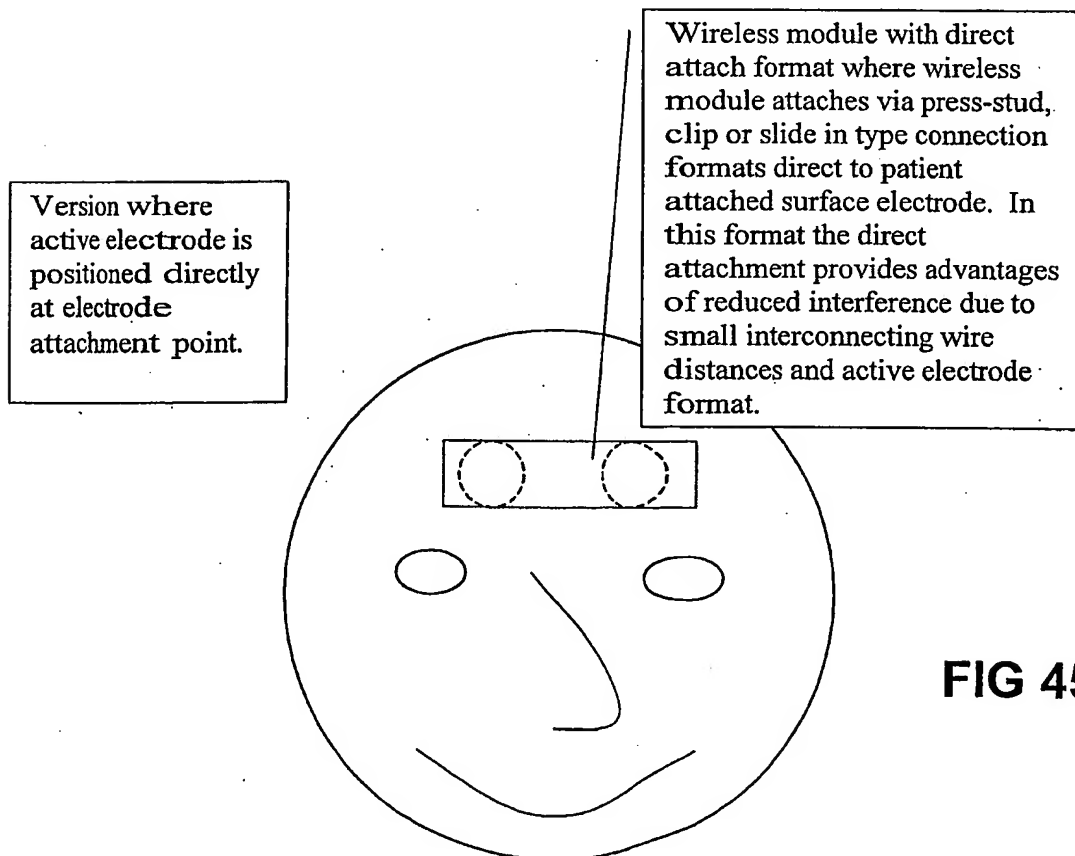 Version where
active electrode is
positioned directly
at electrode
attachment point.
Wireless module with direct
attach format where wireless
module attaches via press-stud,
clip or slide in type connection
formats direct to patient
attached surface electrode. In
this format the direct
attachment provides advantages
of reduced interference due to
small interconnecting wire
distances and active electrode
format.
FIG 45